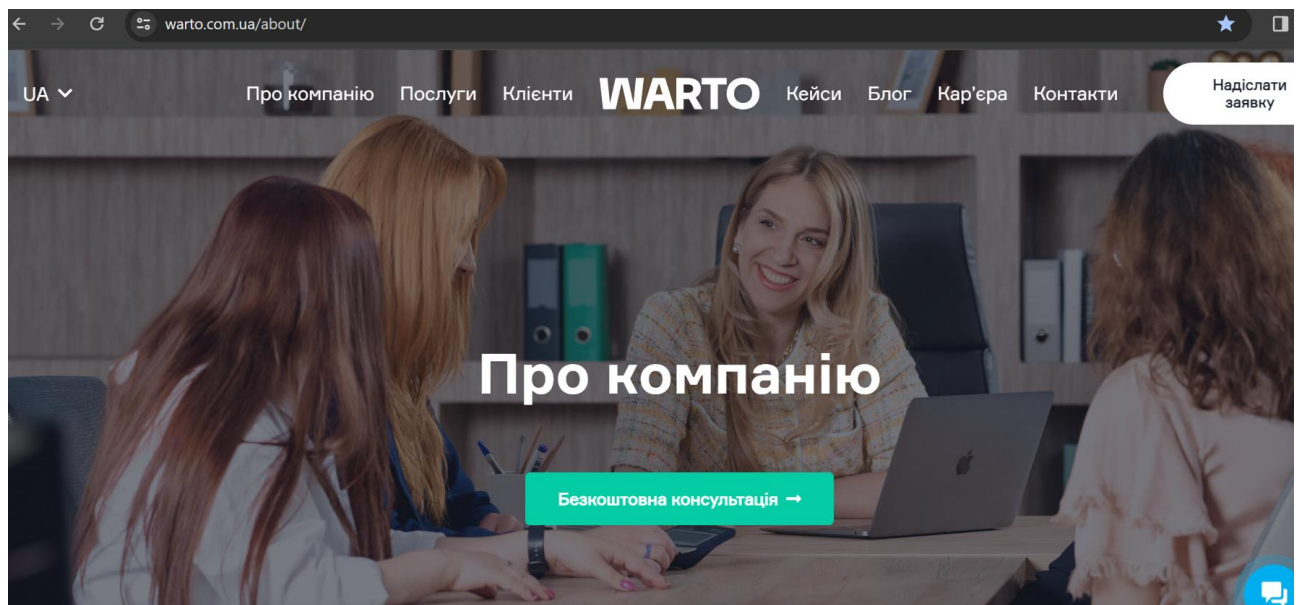 warto.com.ua/about/
UA
Про компанію Послуги Клієнти WARTO Кейси Блог Кар'єра Контакти
Надіслати
заявку
Про компанію
Безкоштовна консультація →